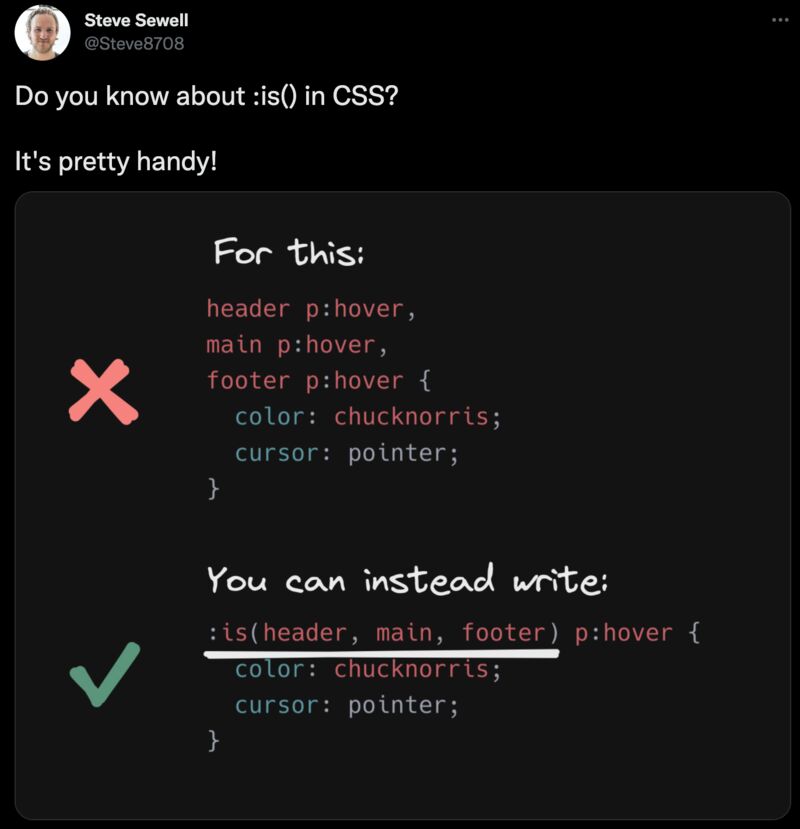 Steve Sewell
@Steve8708
Do you know about :is() in CSS?
It's pretty handy!
For this:
header p:hover,
main p:hover,
footer p:hover {
  color: chucknorris;
  cursor: pointer;
}
You can instead write:
:is(header, main, footer) p:hover {
  color: chucknorris;
  cursor: pointer;
}